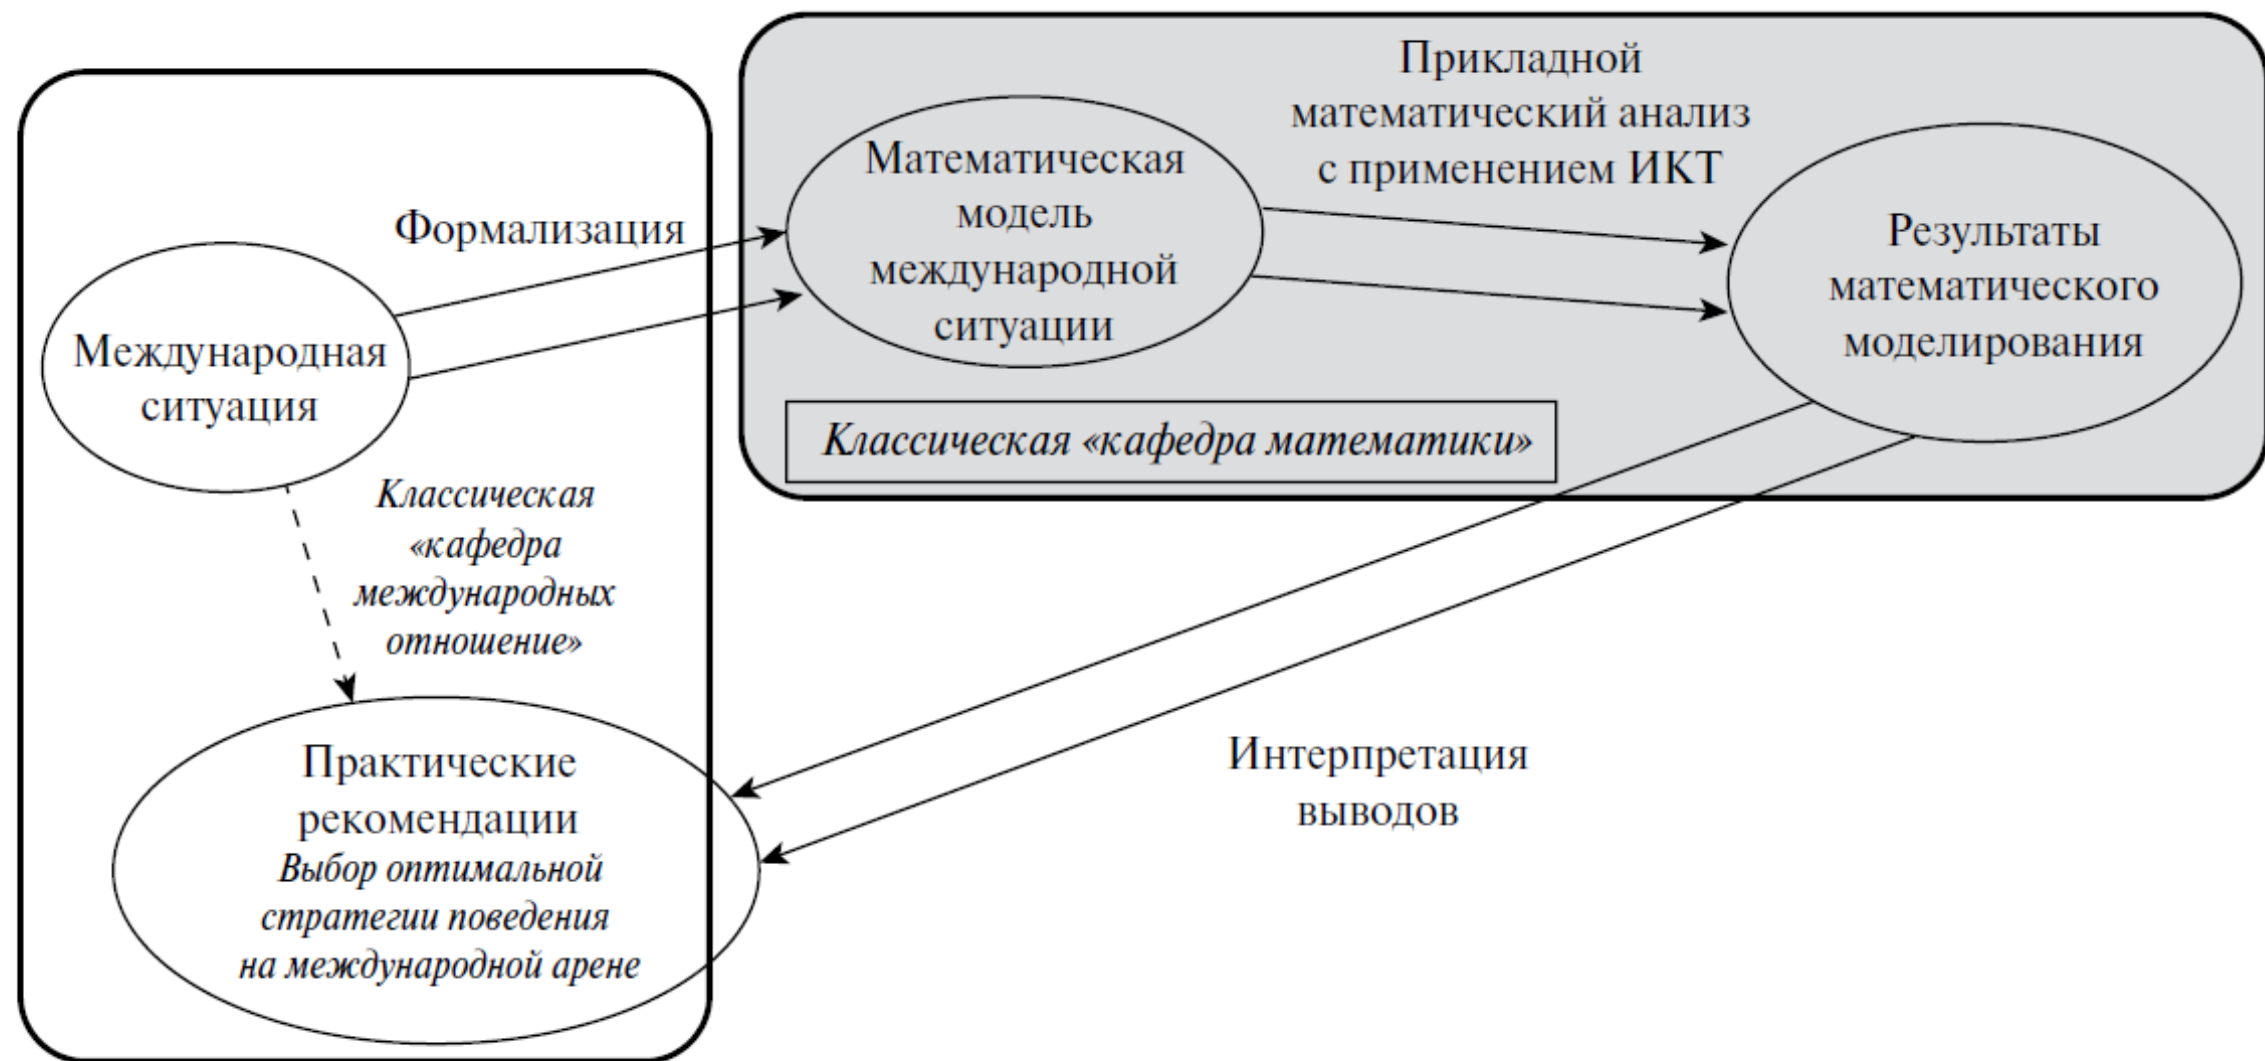 Прикладной
математический анализ
с применением ИКТ
Математическая
модель
международной
ситуации
Результаты
математического
моделирования
Формализация
Международная
ситуация
Классическая «кафедра математики»
Классическая
«кафедра
международных
отношение»
Практические
рекомендации
Выбор оптимальной
стратегии поведения
на международной арене
Интерпретация
выводов